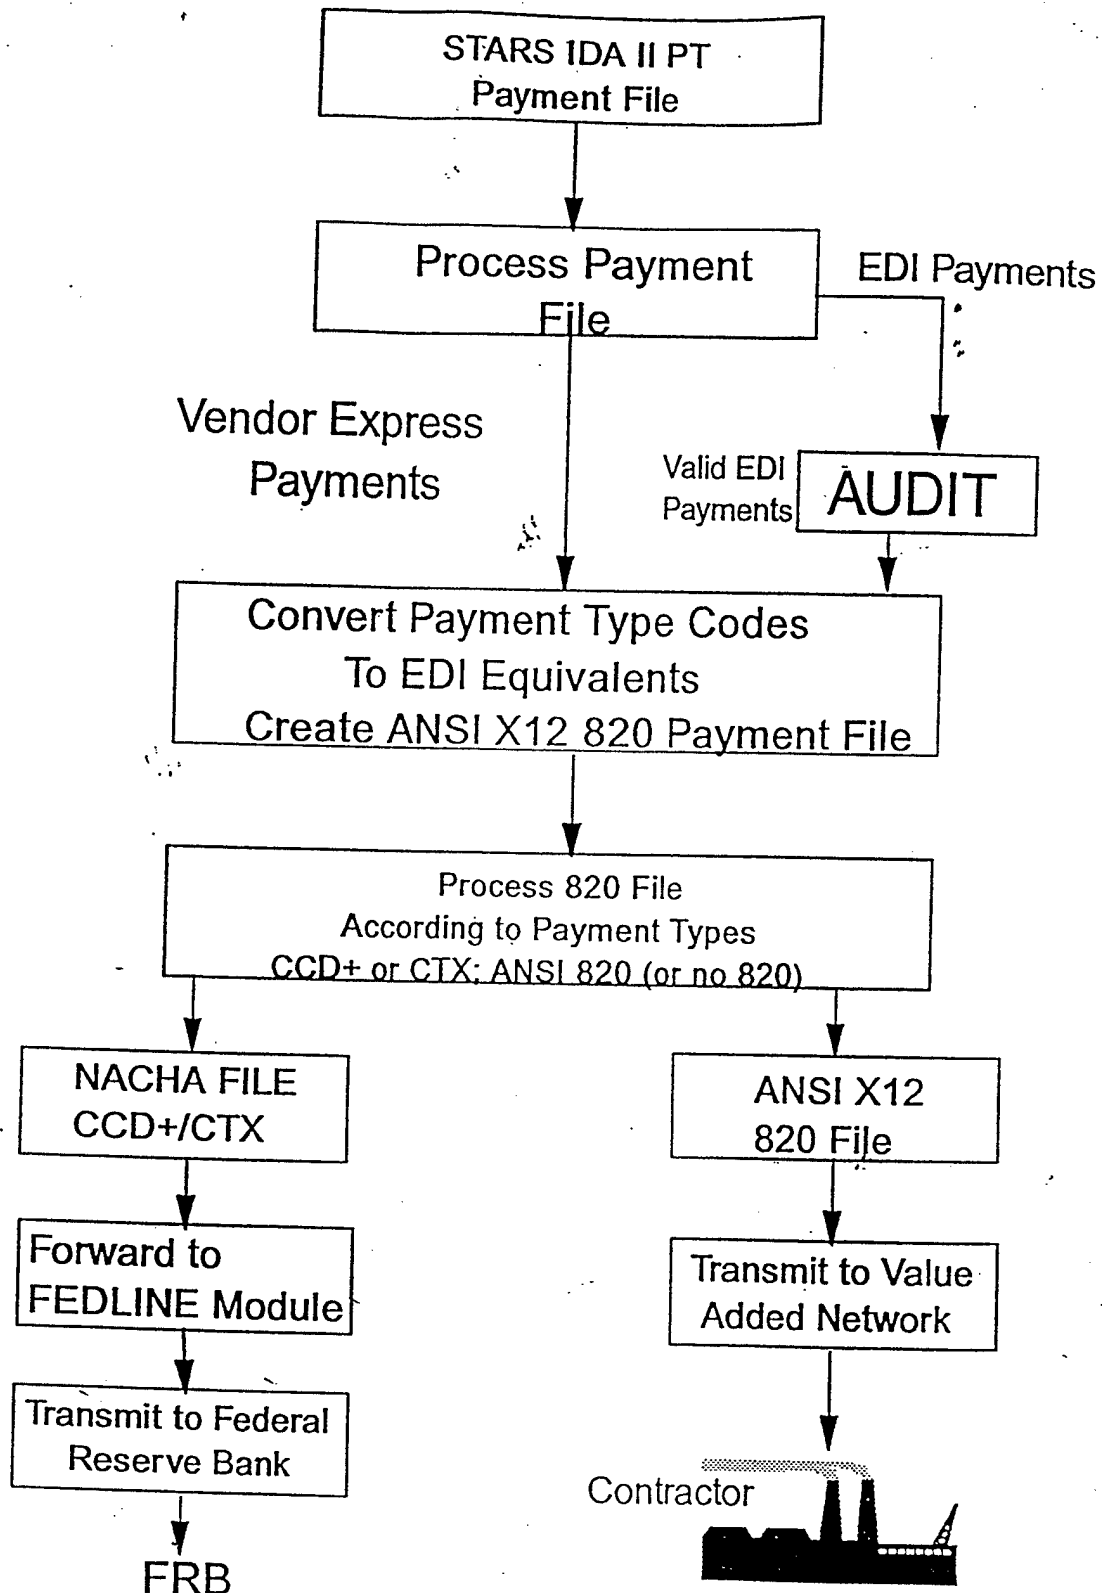 STARS IDA II PT
Payment File
Process Payment
File
EDI Payments
Vendor Express
Payments
Valid EDI
Payments
AUDIT
Convert Payment Type Codes
To EDI Equivalents
Create ANSI X12 820 Payment File
Process 820 File
According to Payment Types
CCD+ or CTX; ANSI 820 (or no 820)
NACHA FILE
CCD+/CTX
ANSI X12
820 File
Forward to
FEDLINE Module
Transmit to Value
Added Network
Transmit to Federal
Reserve Bank
Contractor
FRB